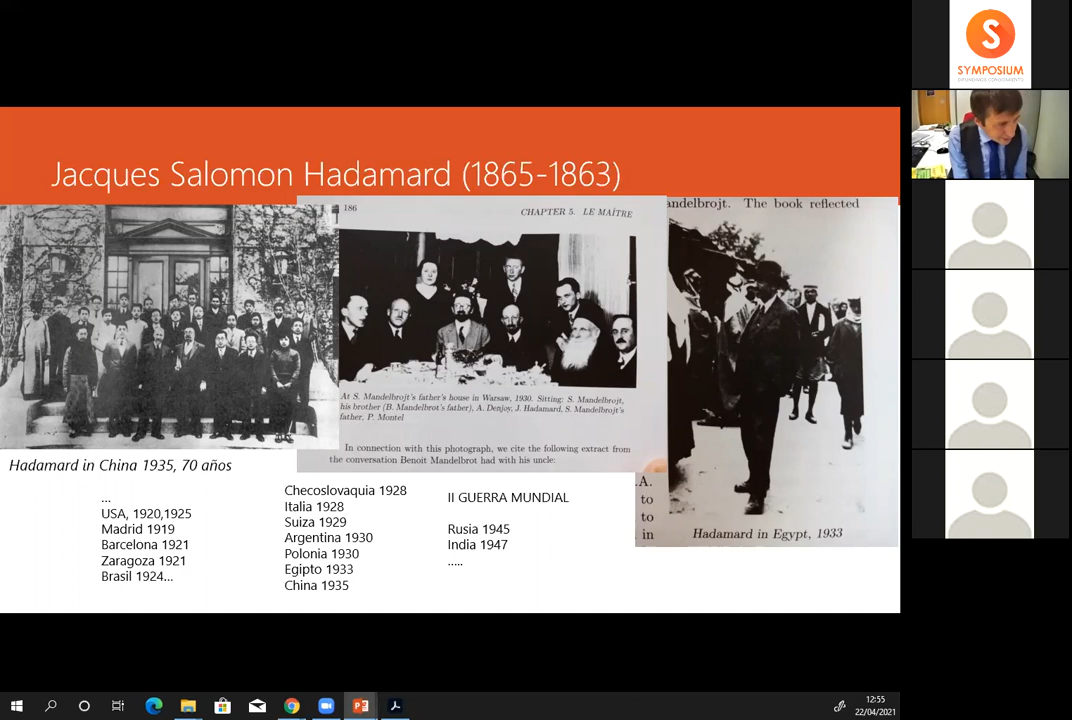 Jacques Salomon Hadamard (1865-1863)
186
CHAPTER 5. LE MAÎTRE
At S. Mandelbrojt's father's house in Warsaw, 1930. Sitting: S. Mandelbrojt,
his brother (B. Mandelbrot's father), A. Denjoy, J. Hadamard, S. Mandelbrojt's
father, P. Montel
In connection with this photograph, we cite the following extract from
the conversation Benoit Mandelbrot had with his uncle:
andelbrojt. The book reflected
.A.
to
to
in
Hadamard in Egypt, 1933
Hadamard in China 1935, 70 años
...
USA, 1920,1925
Madrid 1919
Barcelona 1921
Zaragoza 1921
Brasil 1924...
Checoslovaquia 1928
Italia 1928
Suiza 1929
Argentina 1930
Polonia 1930
Egipto 1933
China 1935
II GUERRA MUNDIAL
Rusia 1945
India 1947
.....
S
SYMPOSIUM
12:55
22/04/2021